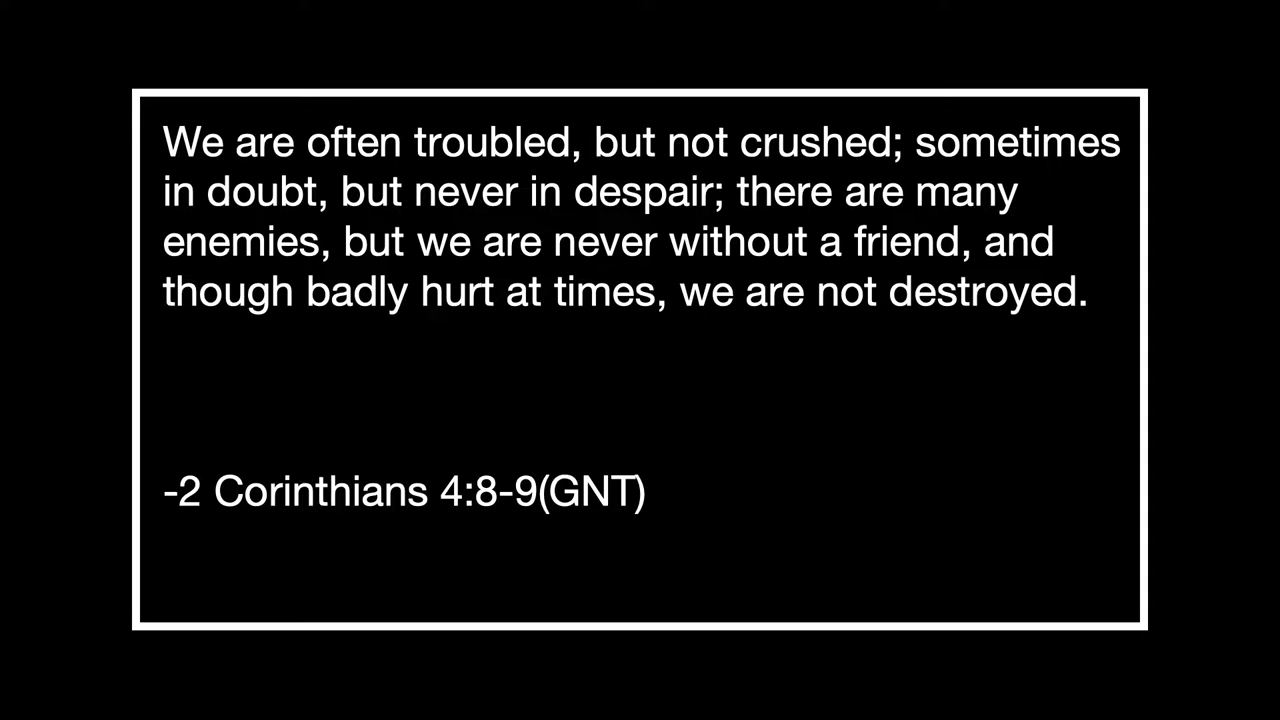 We are often troubled, but not crushed; sometimes
in doubt, but never in despair; there are many
enemies, but we are never without a friend, and
though badly hurt at times, we are not destroyed.
-2 Corinthians 4:8-9(GNT)